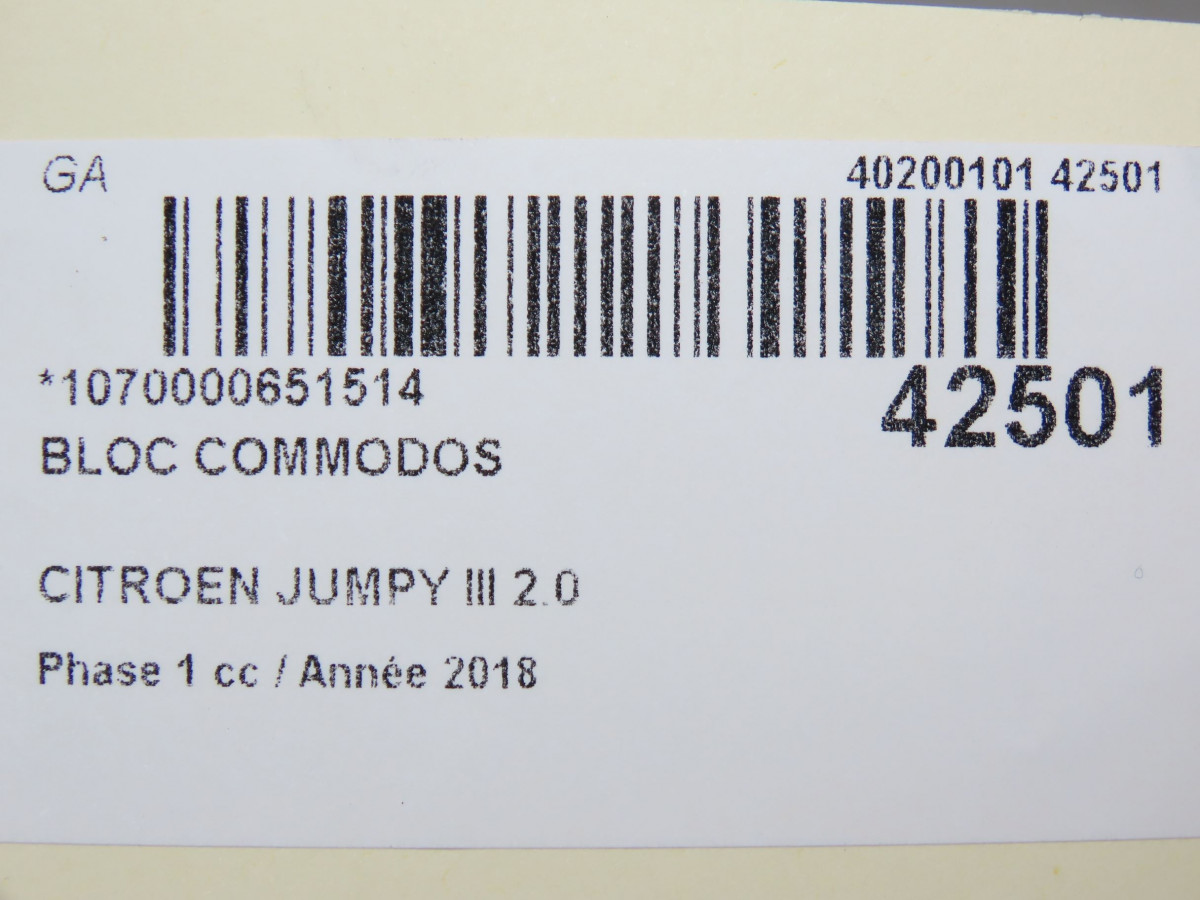 GA
40200101 42501
*1070000651514
42501
BLOC COMMODOS
CITROEN JUMPY III 2.0
Phase 1 cc / Année 2018